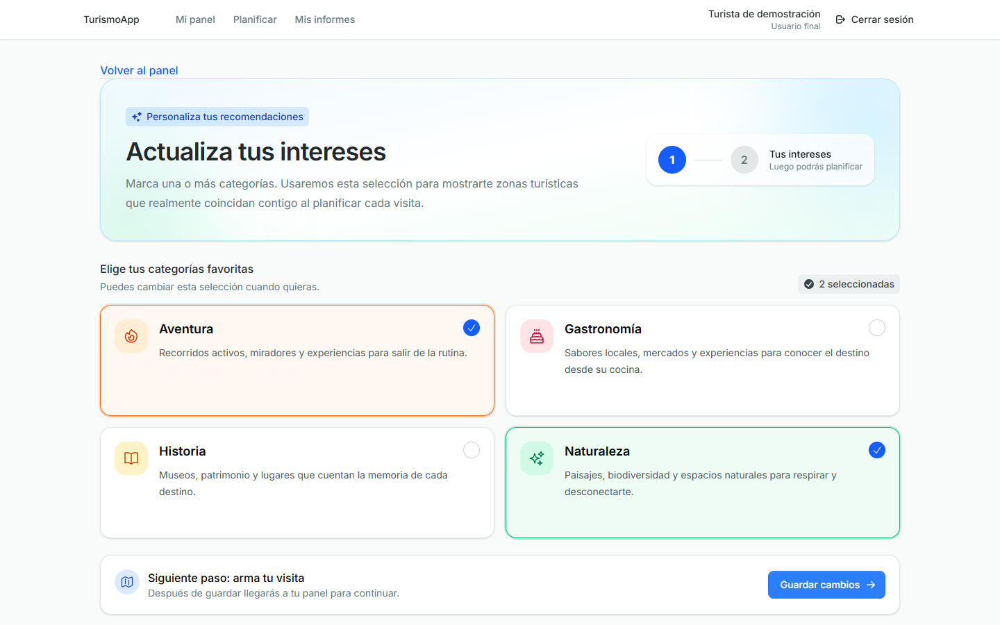 TurismoApp
Mi panel
Planificar
Mis informes
Turista de demostración
Usuario final
Cerrar sesión
Volver al panel
Personaliza tus recomendaciones
Actualiza tus intereses
Marca una o más categorías. Usaremos esta selección para mostrarte zonas turísticas
que realmente coincidan contigo al planificar cada visita.
1
2
Tus intereses
Luego podrás planificar
Elige tus categorías favoritas
Puedes cambiar esta selección cuando quieras.
2 seleccionadas
Aventura
Recorridos activos, miradores y experiencias para salir de la rutina.
Gastronomía
Sabores locales, mercados y experiencias para conocer el destino
desde su cocina.
Historia
Museos, patrimonio y lugares que cuentan la memoria de cada
destino.
Naturaleza
Paisajes, biodiversidad y espacios naturales para respirar y
desconectarte.
Siguiente paso: arma tu visita
Después de guardar llegarás a tu panel para continuar.
Guardar cambios